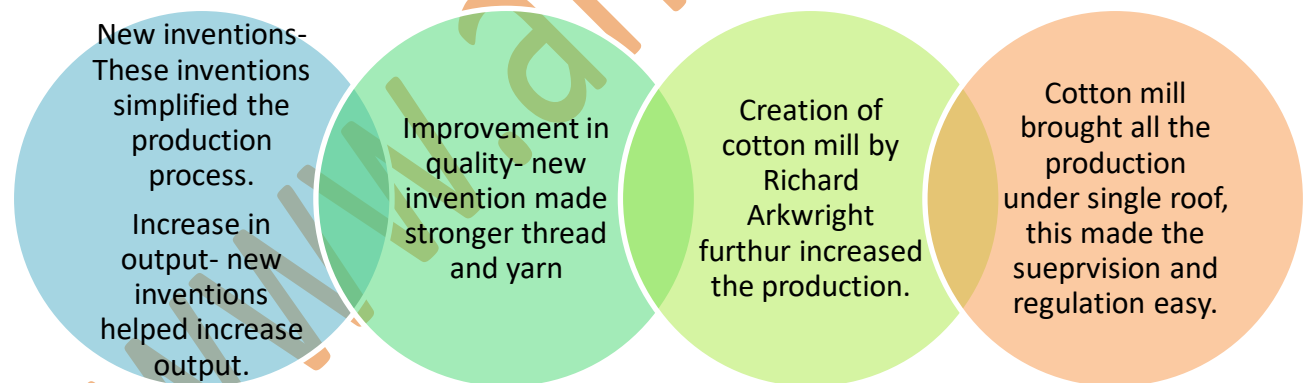 New inventions-
These inventions
simplified the
production
process.
Increase in
output- new
inventions
helped increase
output.
Improvement in
quality- new
invention made
stronger thread
and yarn
Creation of
cotton mill by
Richard
Arkwright
furthur increased
the production.
Cotton mill
brought all the
production
under single roof,
this made the
sueprvision and
regulation easy.